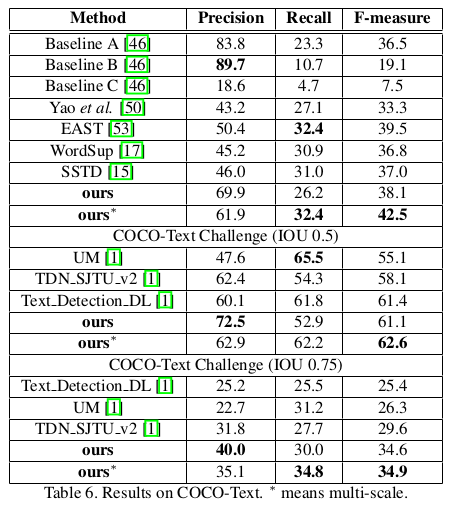 Method Precision Recall F-measure
Baseline A [46] 83.8 23.3 36.5
Baseline B [46] 89.7 10.7 19.1
Baseline C [46] 18.6 4.7 7.5
Yao et al. [50] 43.2 27.1 33.3
EAST [53] 50.4 32.4 39.5
WordSup [17] 45.2 30.9 36.8
SSTD [15] 46.0 31.0 37.0
ours 69.9 26.2 38.1
ours* 61.9 32.4 42.5
COCO-Text Challenge (IOU 0.5)
UM [1] 47.6 65.5 55.1
TDN_SJTU_v2 [1] 62.4 54.3 58.1
Text_Detection_DL [1] 60.1 61.8 61.4
ours 72.5 52.9 61.1
ours* 62.9 62.2 62.6
COCO-Text Challenge (IOU 0.75)
Text_Detection_DL [1] 25.2 25.5 25.4
UM [1] 22.7 31.2 26.3
TDN_SJTU_v2 [1] 31.8 27.7 29.6
ours 40.0 30.0 34.6
ours* 35.1 34.8 34.9
Table 6. Results on COCO-Text. * means multi-scale.